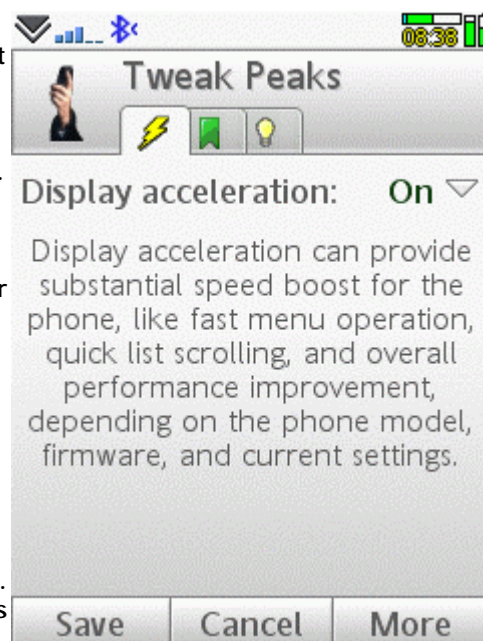 08:38
Tweak Peaks
Display acceleration: On
Display acceleration can provide
substantial speed boost for the
phone, like fast menu operation,
quick list scrolling, and overall
performance improvement,
depending on the phone model,
firmware, and current settings.
Save Cancel More